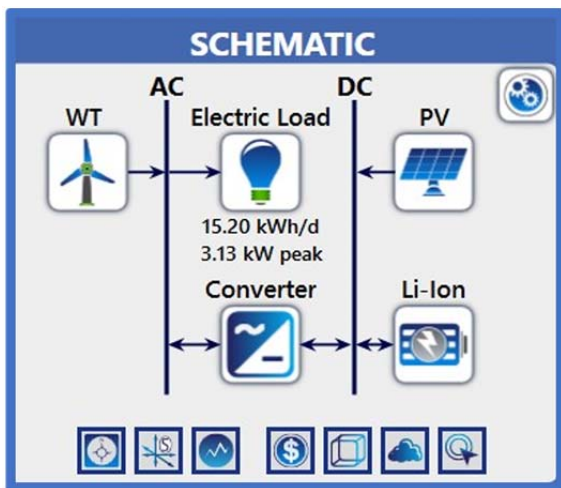 SCHEMATIC
AC
DC
WT
Electric Load
PV
15.20 kWh/d
3.13 kW peak
Converter
Li-Ion
S
$